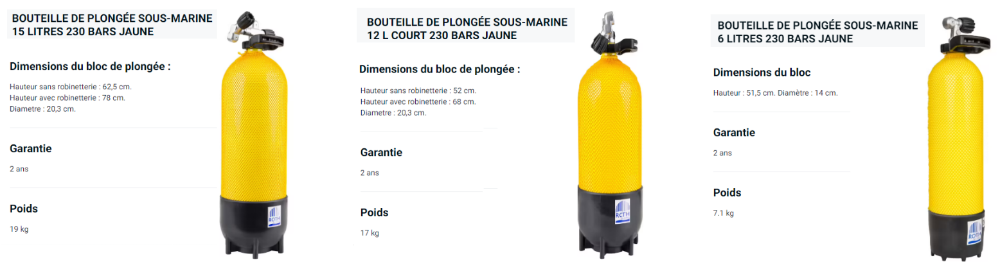 BOUTEILLE DE PLONGÉE SOUS-MARINE
15 LITRES 230 BARS JAUNE
Dimensions du bloc de plongée :
Hauteur sans robinetterie : 62,5 cm.
Hauteur avec robinetterie : 78 cm.
Diametre : 20,3 cm.
Garantie
2 ans
Poids
19 kg
ROTH
BOUTEILLE DE PLONGÉE SOUS-MARINE
12 L COURT 230 BARS JAUNE
Dimensions du bloc de plongée :
Hauteur sans robinetterie : 52 cm.
Hauteur avec robinetterie : 68 cm.
Diametre : 20,3 cm.
Garantie
2 ans
Poids
17 kg
ROTH
BOUTEILLE DE PLONGÉE SOUS-MARINE
6 LITRES 230 BARS JAUNE
Dimensions du bloc
Hauteur : 51,5 cm. Diamètre : 14 cm.
Garantie
2 ans
Poids
7.1 kg
ROTH